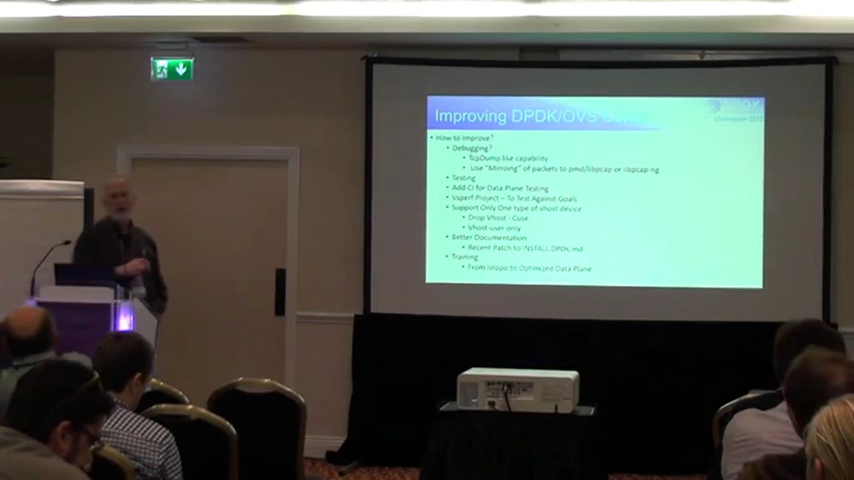 Improving DPDK/OVS
Userspace 2015
• How to Improve?
• Debugging?
• TcpDump like capability
• Use "Mirroing" of packets to pmd/libpcap or libpcap-ng
• Testing
• Add CI for Data Plane Testing
• Vsperf Project – To Test Against Goals
• Support Only One type of vhost device
• Drop Vhost - Cuse
• Vhost user only
• Better Documentation
• Recent Patch to INSTALL.DPDK.md
• Training
• to Optimized Data Plane